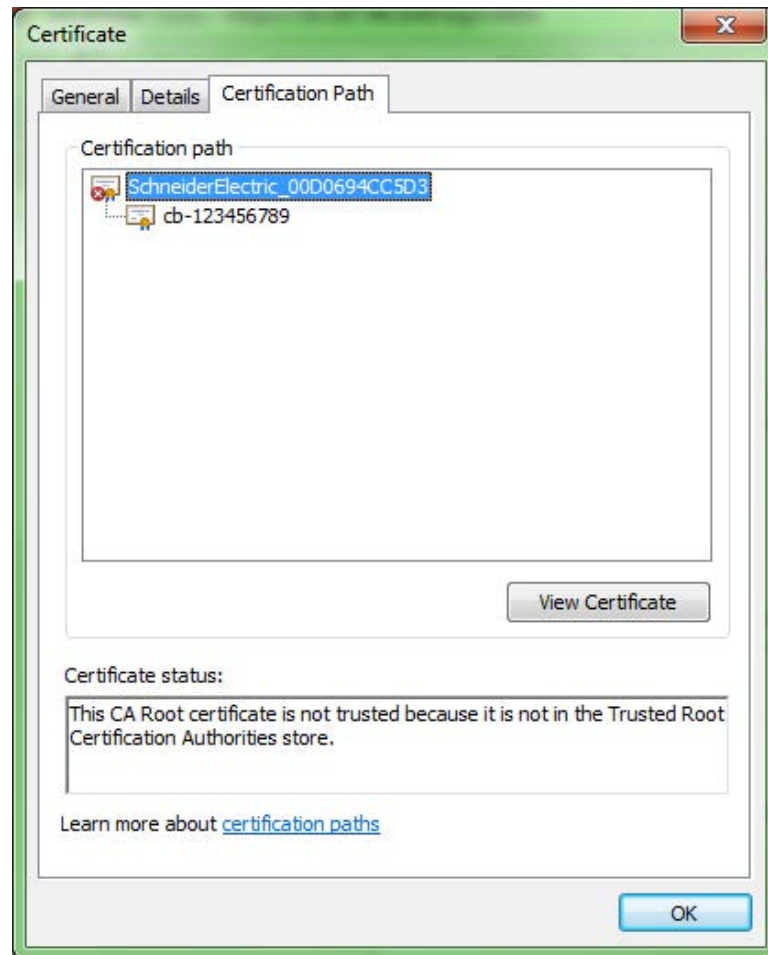 Certificate
General Details Certification Path
Certification path
SchneiderElectric_00D0694CC5D3
cb-123456789
View Certificate
Certificate status:
This CA Root certificate is not trusted because it is not in the Trusted Root
Certification Authorities store.
Learn more about certification paths
OK